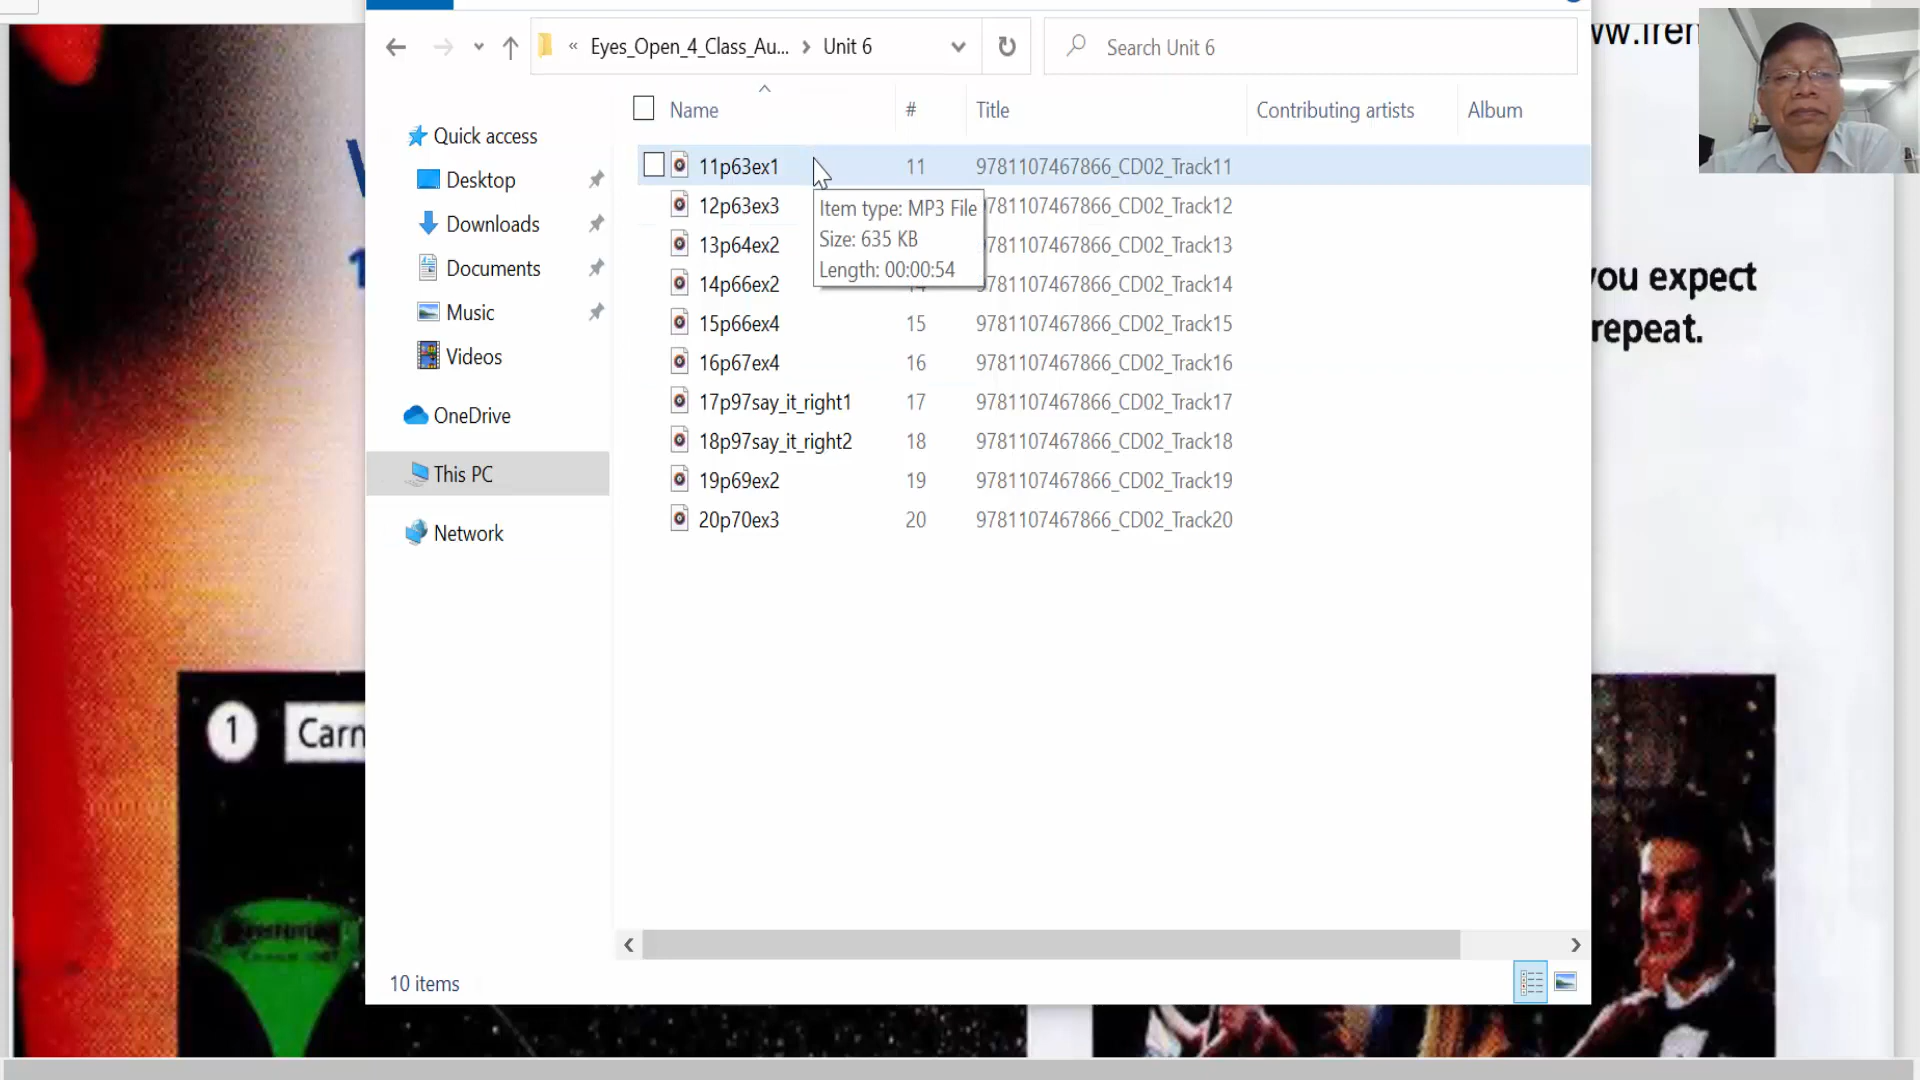 « Eyes_Open_4_Class_Au... › Unit 6
Search Unit 6
Name # Title Contributing artists Album
Quick access
Desktop
Downloads
Documents
Music
Videos
OneDrive
This PC
Network
11p63ex1 11 9781107467866_CD02_Track11
12p63ex3 781107467866_CD02_Track12
13p64ex2 781107467866_CD02_Track13
14p66ex2 781107467866_CD02_Track14
15p66ex4 15 9781107467866_CD02_Track15
16p67ex4 16 9781107467866_CD02_Track16
17p97say_it_right1 17 9781107467866_CD02_Track17
18p97say_it_right2 18 9781107467866_CD02_Track18
19p69ex2 19 9781107467866_CD02_Track19
20p70ex3 20 9781107467866_CD02_Track20
Item type: MP3 File
Size: 635 KB
Length: 00:00:54
10 items
you expect
repeat.
1 Carn